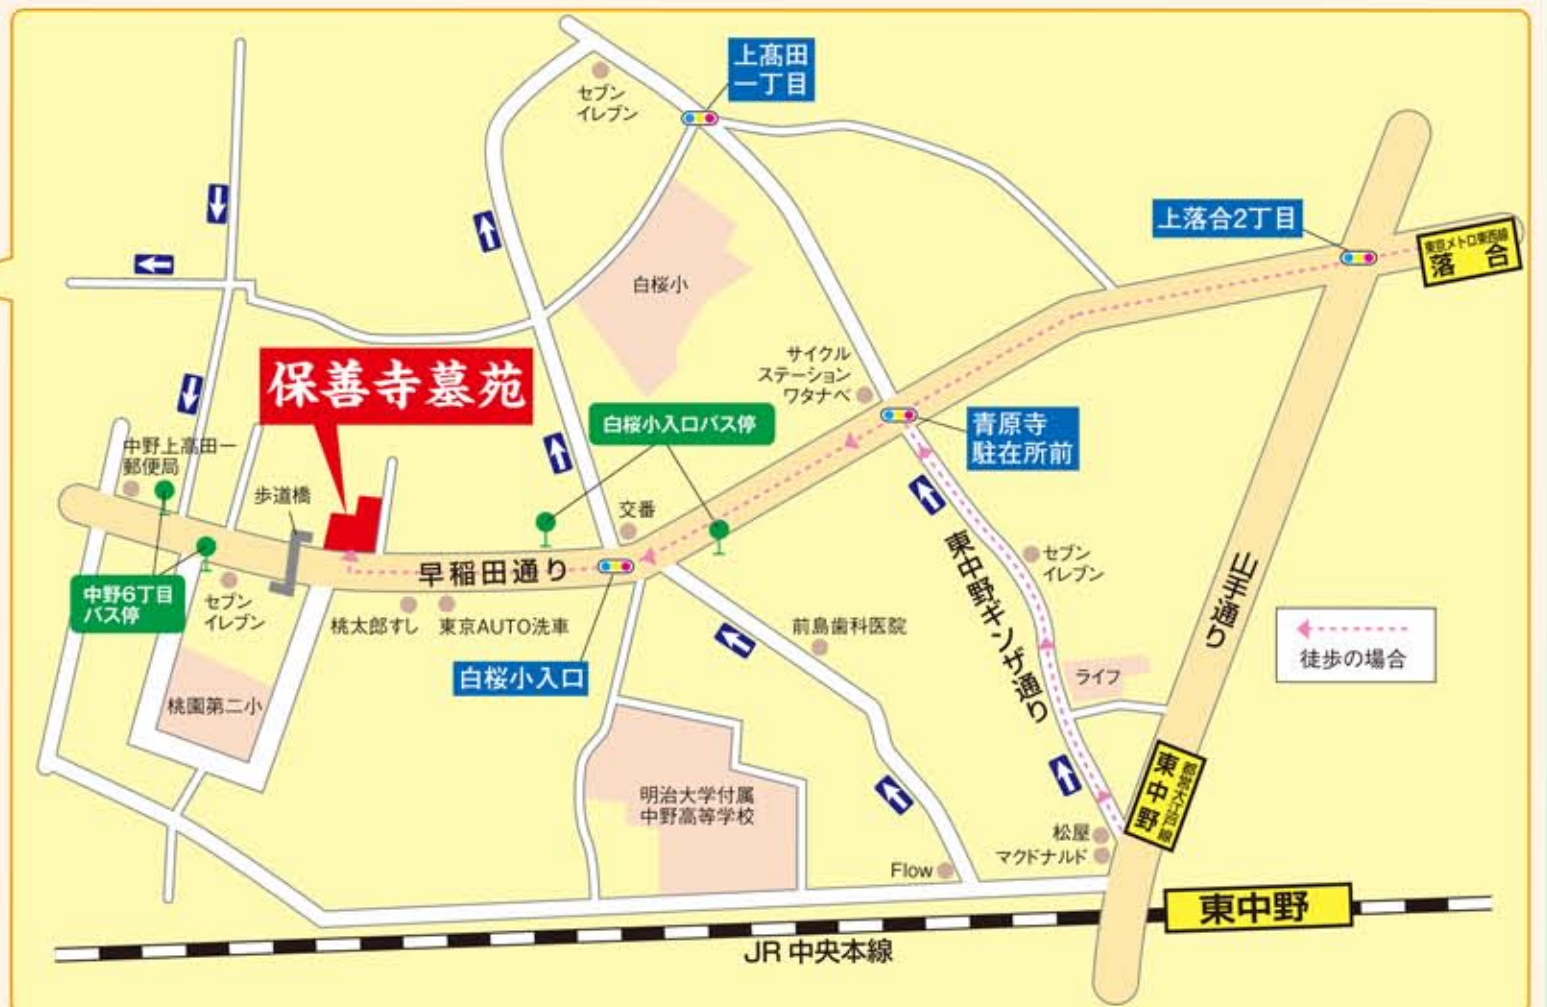 上髙田
一丁目
セブン
イレブン
上落合2丁目
東京メトロ東西線
落合
白桜小
サイクル
ステーション
ワタナベ
保善寺墓苑
白桜小入口バス停
青原寺
駐在所前
中野上高田一
郵便局
歩道橋
交番
早稲田通り
東中野ギンザ通り
セブン
イレブン
山手通り
中野6丁目
バス停
セブン
イレブン
桃太郎すし
東京AUTO洗車
前島歯科医院
徒歩の場合
白桜小入口
ライフ
桃園第二小
都営大江戸線
東中野
明治大学付属
中野高等学校
松屋
マクドナルド
Flow
東中野
JR 中央本線